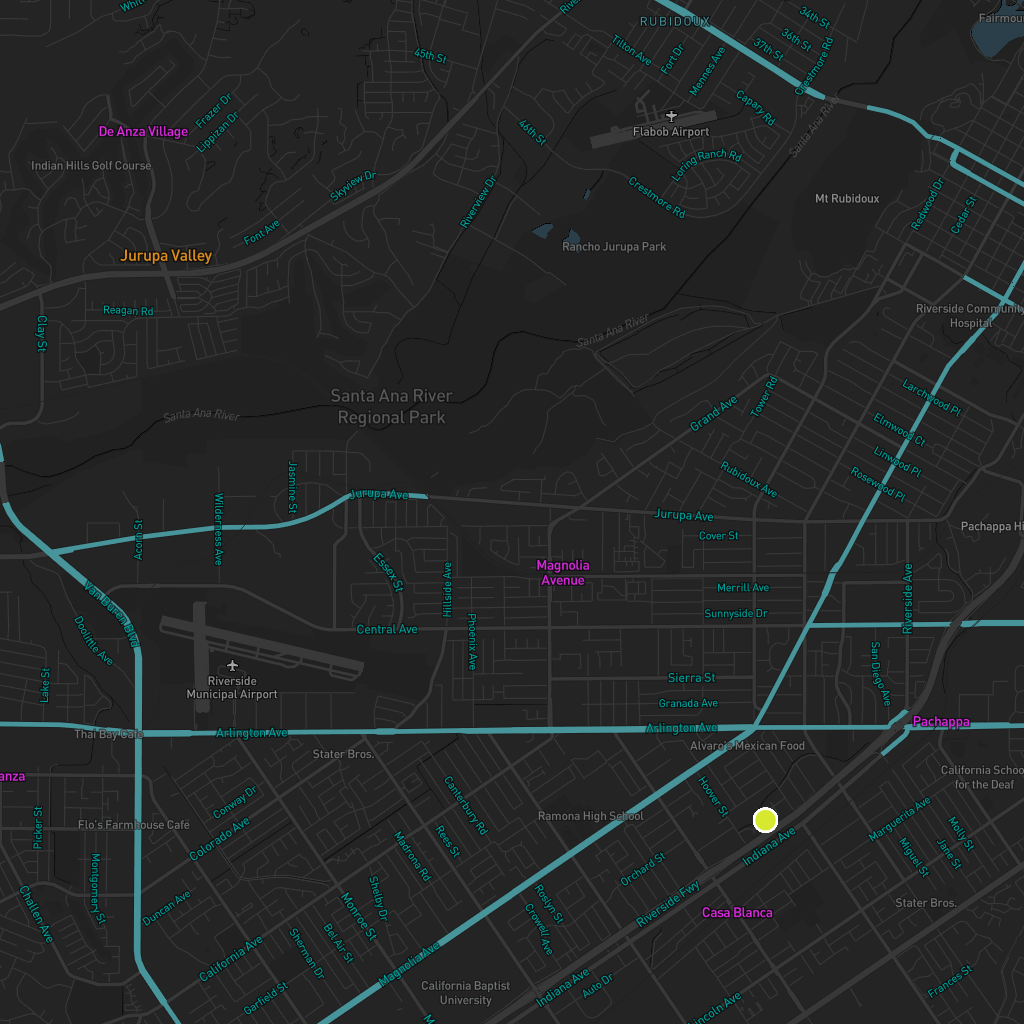 RUBIDOUX
34th St
36th St
37th St
Tilton Ave
Fort Dr
Mennes Ave
Crestmore Rd
45th St
Capary Rd
Frazer Dr
Lippizan Dr
De Anza Village
46th St
Flabob Airport
Santa Ana River
Indian Hills Golf Course
Loring Ranch Rd
Skyview Dr
Riverview Dr
Crestmore Rd
Mt Rubidoux
Redwood Dr
Cedar St
Font Ave
Rancho Jurupa Park
Jurupa Valley
Reagan Rd
Clay St
Riverside Community
Hospital
Santa Ana River
Santa Ana River
Regional Park
Santa Ana River
Tower Rd
Grand Ave
Larchwood Pl
Elmwood Ct
Linwood Pl
Rosewood Pl
Rubidoux Ave
Jasmine St
Jurupa Ave
Wilderness Ave
Acorn St
Jurupa Ave
Cover St
Pachappa Hi
Essex St
Hillside Ave
Magnolia
Avenue
Merrill Ave
Riverside Ave
Van Buren Blvd
Sunnyside Dr
Doolittle Ave
Central Ave
Phoenix Ave
San Diego Ave
Lake St
Riverside
Municipal Airport
Sierra St
Granada Ave
Arlington Ave
Arlington Ave
Pachappa
Thai Bay Cafe
Stater Bros.
Alvaro's Mexican Food
anza
California Schoo
for the Deaf
Hoover St
Conway Dr
Canterbury Rd
Ramona High School
Picker St
Flo's Farmhouse Café
Colorado Ave
Rees St
Madrona Rd
Indiana Ave
Marguerita Ave
Molly St
Jane St
Miguel St
Montgomery St
Orchard St
Shelby Dr
Riverside Fwy
Casa Blanca
Stater Bros.
Challen Ave
Duncan Ave
Monroe St
Roslyn St
Crowell Ave
Bel Air St
California Ave
Sherman Dr
Magnolia Ave
California Baptist
University
Indiana Ave
Auto Dr
Garfield St
Frances St
Lincoln Ave